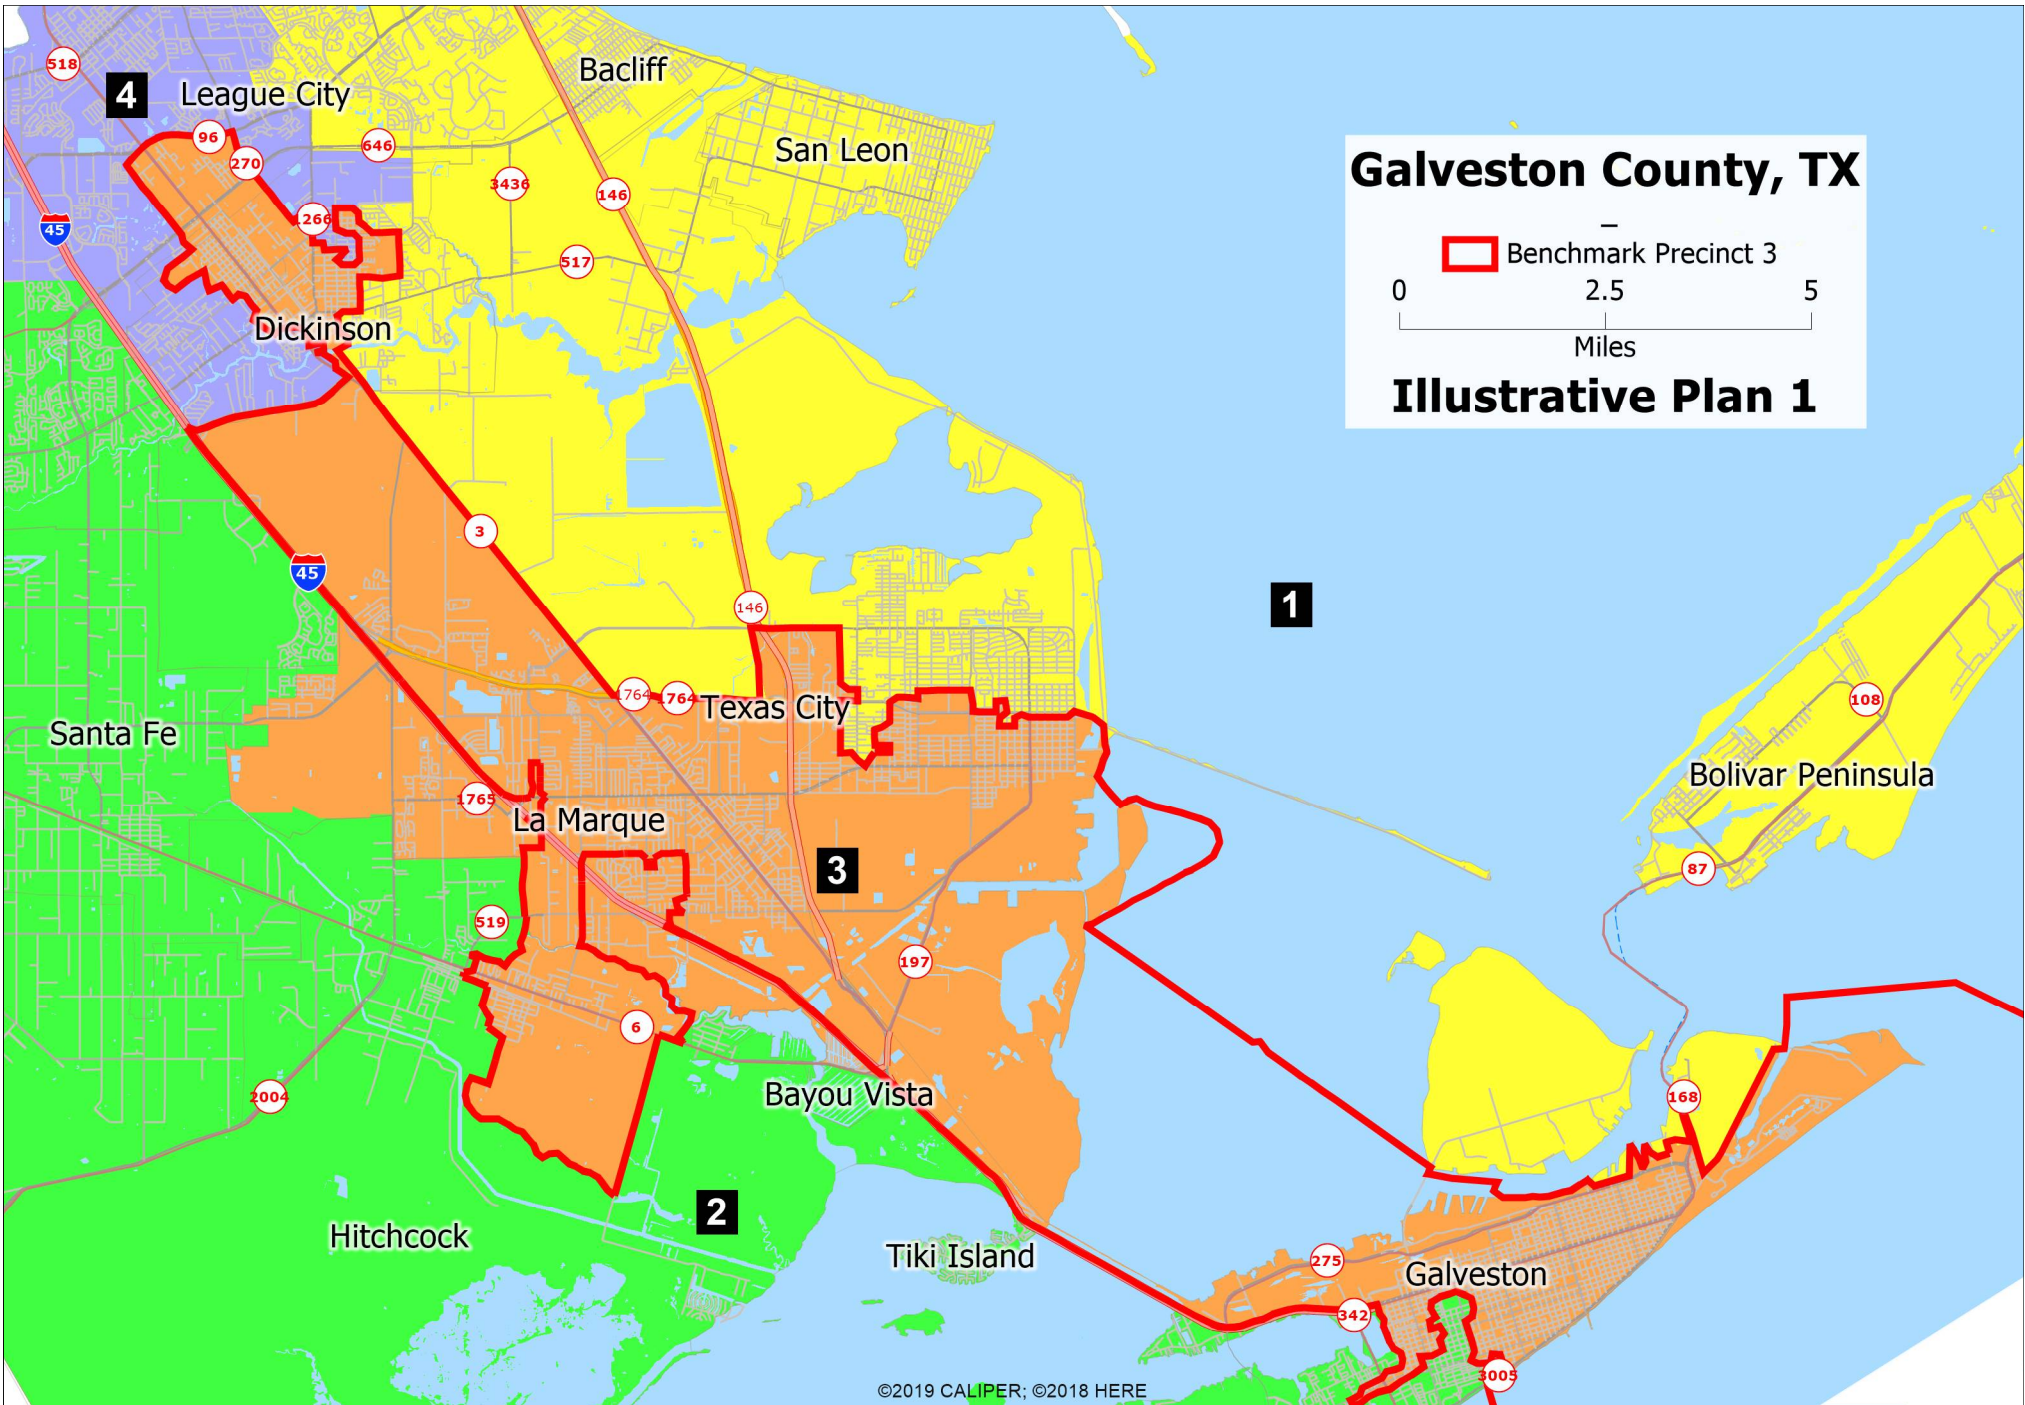 518
4
League City
Bacliff
96
270
646
San Leon
3436
146
Galveston County, TX
–
Benchmark Precinct 3
0 2.5 5
Miles
Illustrative Plan 1
1266
45
517
Dickinson
3
45
146
1
1764
1764
Texas City
108
Santa Fe
Bolivar Peninsula
1765
La Marque
3
87
519
197
6
2004
Bayou Vista
168
2
Hitchcock
Tiki Island
275
Galveston
342
3005
©2019 CALIPER; ©2018 HERE